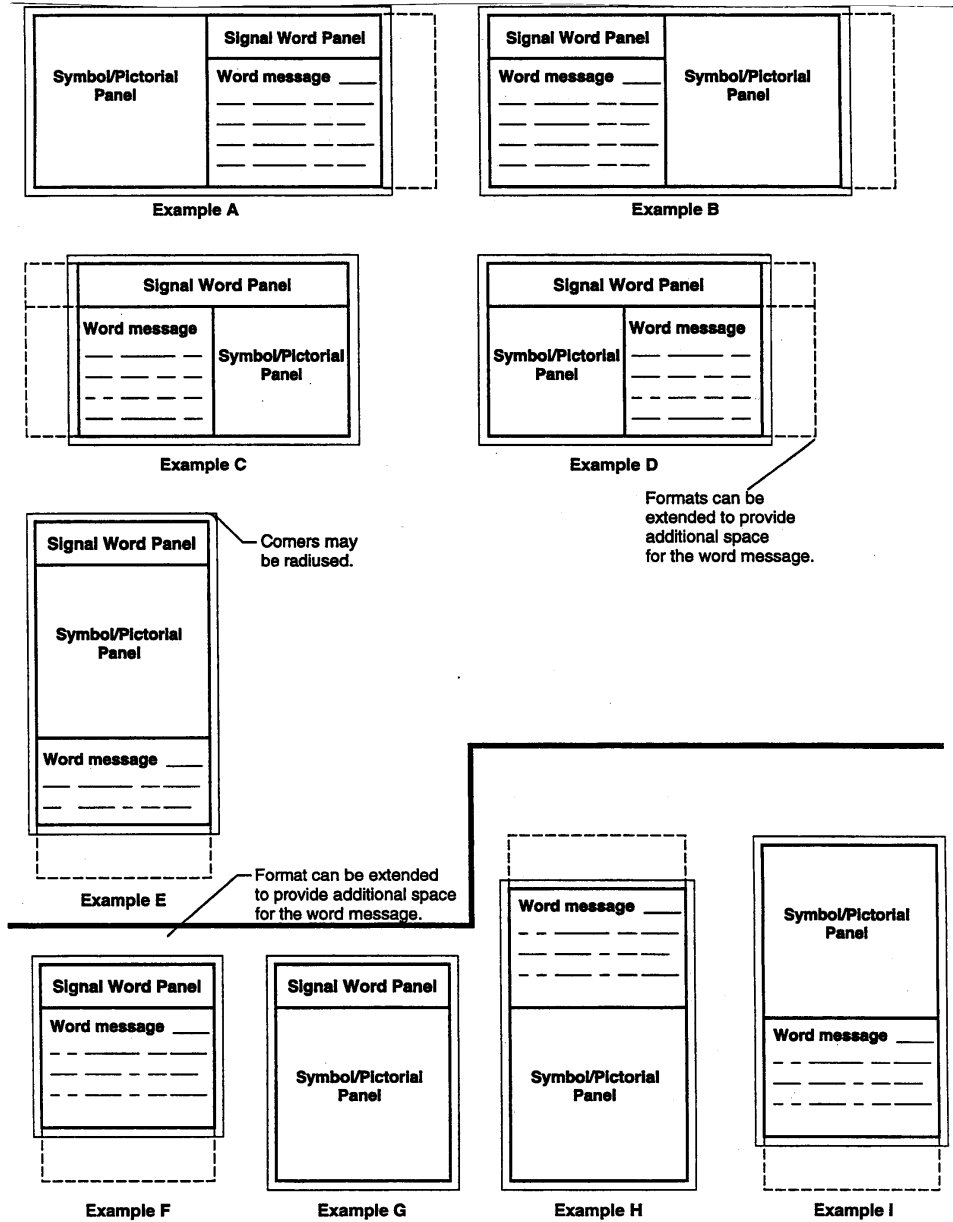 Symbol/Pictorial
Panel
Signal Word Panel
Word message
Example A
Signal Word Panel
Word message
Symbol/Pictorial
Panel
Example B
Signal Word Panel
Word message
Symbol/Pictorial
Panel
Example C
Signal Word Panel
Symbol/Pictorial
Panel
Word message
Example D
Formats can be
extended to provide
additional space
for the word message.
Signal Word Panel
Symbol/Pictorial
Panel
Word message
Example E
Corners may
be radiused.
Format can be extended
to provide additional space
for the word message.
Signal Word Panel
Word message
Example F
Signal Word Panel
Symbol/Pictorial
Panel
Example G
Word message
Symbol/Pictorial
Panel
Example H
Symbol/Pictorial
Panel
Word message
Example I